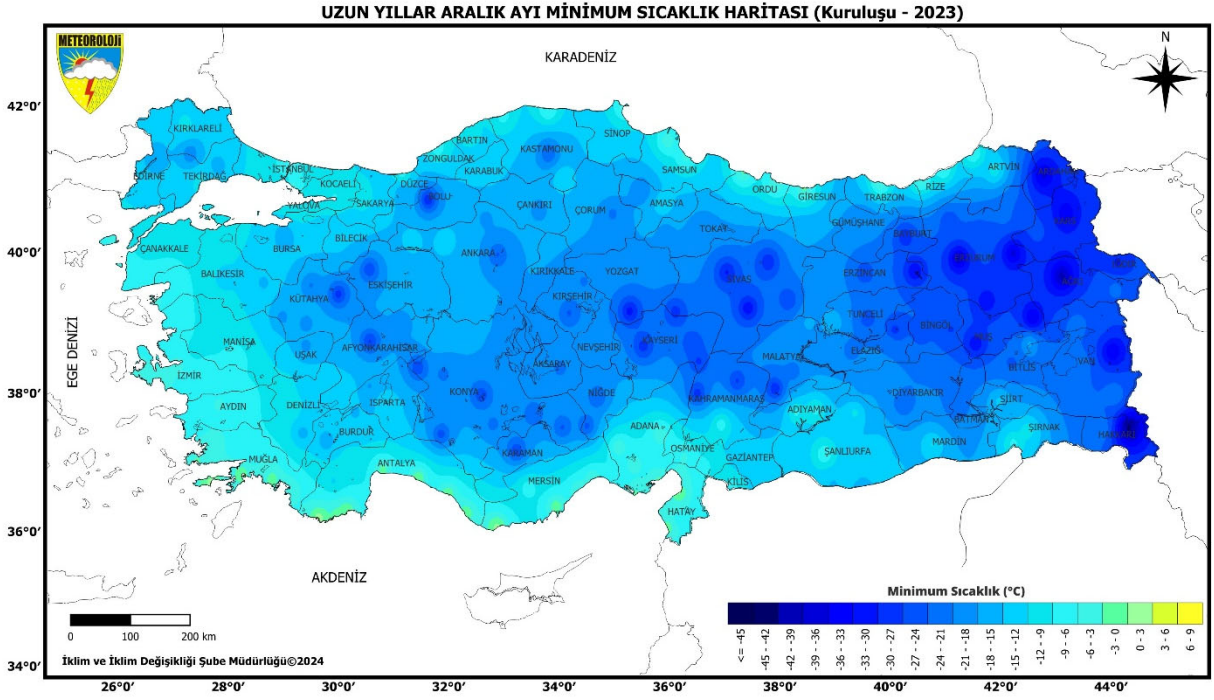 UZUN YILLAR ARALIK AYI MİNİMUM SICAKLIK HARİTASI (Kuruluşu - 2023)
METEOROLOJİ
KARADENİZ
N
42°0'
40°0'
38°0'
36°0'
34°0'
EGE DENİZİ
AKDENİZ
KIRKLARELİ
EDİRNE
TEKİRDAĞ
İSTANBUL
KOCAELİ
YALOVA
SAKARYA
DÜZCE
BOLU
ZONGULDAK
BARTIN
KARABUK
KASTAMONU
SİNOP
SAMSUN
ORDU
GİRESUN
TRABZON
RİZE
ARTVİN
ARDAHAN
KARS
ÇANAKKALE
BURSA
BİLECİK
ANKARA
ÇANKIRI
ÇORUM
AMASYA
TOKAT
GÜMÜŞHANE
BAYBURT
ERZURUM
BALIKESİR
KÜTAHYA
ESKİŞEHİR
KIRIKKALE
YOZGAT
SİVAS
ERZİNCAN
KIRŞEHİR
TUNCELİ
BİNGÖL
MUŞ
MANİSA
UŞAK
AFYONKARAHİSAR
AKSARAY
NEVŞEHİR
KAYSERİ
MALATYA
ELAZIĞ
BİTLİS
VAN
İZMİR
AYDIN
DENİZLİ
ISPARTA
KONYA
NİĞDE
KAHRAMANMARAŞ
ADIYAMAN
DİYARBAKIR
BATMAN
SİİRT
ŞIRNAK
HAKKARİ
BURDUR
KARAMAN
ADANA
OSMANİYE
GAZİANTEP
ŞANLIURFA
MARDİN
MUĞLA
ANTALYA
MERSİN
KİLİS
HATAY
Minimum Sıcaklık (°C)
<= -45
-45 - -42
-42 - -39
-39 - -36
-36 - -33
-33 - -30
-30 - -27
-27 - -24
-24 - -21
-21 - -18
-18 - -15
-15 - -12
-12 - -9
-9 - -6
-6 - -3
-3 - 0
0 - 3
3 - 6
6 - 9
0 100 200 km
İklim ve İklim Değişikliği Şube Müdürlüğü©2024
26°0' 28°0' 30°0' 32°0' 34°0' 36°0' 38°0' 40°0' 42°0' 44°0'